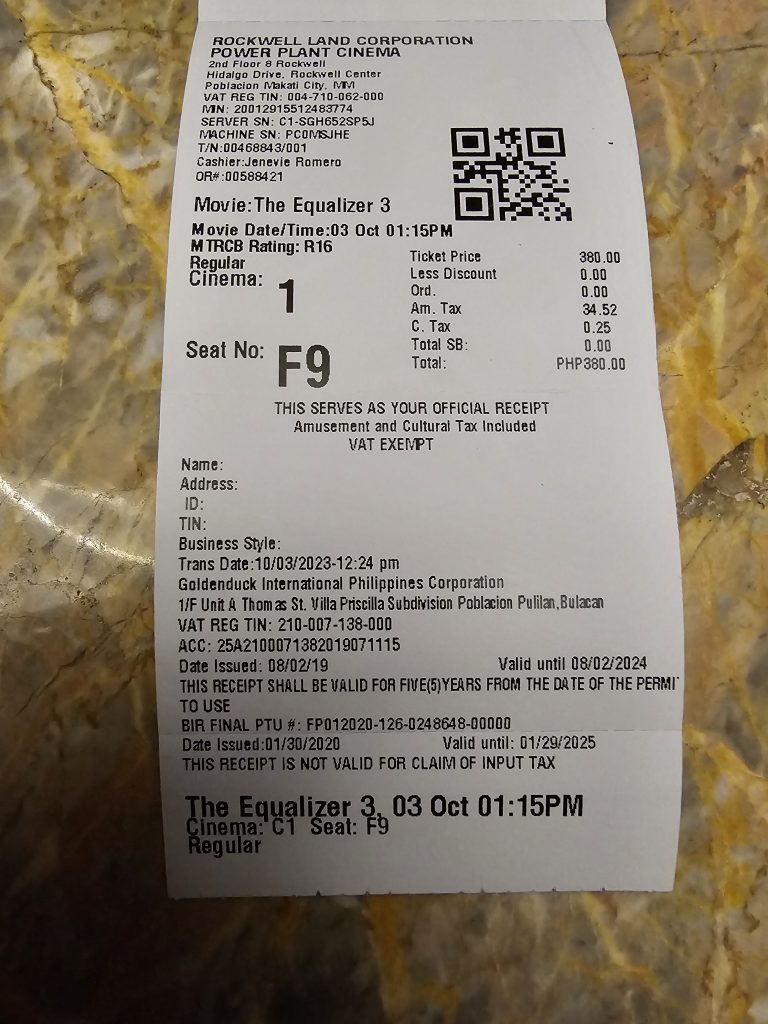 ROCKWELL LAND CORPORATION
POWER PLANT CINEMA
2nd Floor 8 Rockwell
Hidalgo Drive, Rockwell Center
Poblacion Makati City, MM
VAT REG TIN: 004-710-062-000
MIN: 20012915512483774
SERVER SN: C1-SGH652SP5J
MACHINE SN: PC0MSJHE
T/N:00468843/001
Cashier:Jenevie Romero
OR#:00588421
Movie:The Equalizer 3
Movie Date/Time:03 Oct 01:15PM
MTRCB Rating: R16
Regular
Cinema: 1
Seat No: F9
Ticket Price 380.00
Less Discount 0.00
Ord. 0.00
Am. Tax 34.52
C. Tax 0.25
Total SB: 0.00
Total: PHP380.00
THIS SERVES AS YOUR OFFICIAL RECEIPT
Amusement and Cultural Tax Included
VAT EXEMPT
Name:
Address:
ID:
TIN:
Business Style:
Trans Date:10/03/2023-12:24 pm
Goldenduck International Philippines Corporation
1/F Unit A Thomas St. Villa Priscilla Subdivision Poblacion Pulilan,Bulacan
VAT REG TIN: 210-007-138-000
ACC: 25A2100071382019071115
Date Issued: 08/02/19 Valid until 08/02/2024
THIS RECEIPT SHALL BE VALID FOR FIVE(5)YEARS FROM THE DATE OF THE PERMI
TO USE
BIR FINAL PTU #: FP012020-126-0248648-00000
Date Issued:01/30/2020 Valid until: 01/29/2025
THIS RECEIPT IS NOT VALID FOR CLAIM OF INPUT TAX
The Equalizer 3, 03 Oct 01:15PM
Cinema: C1 Seat: F9
Regular